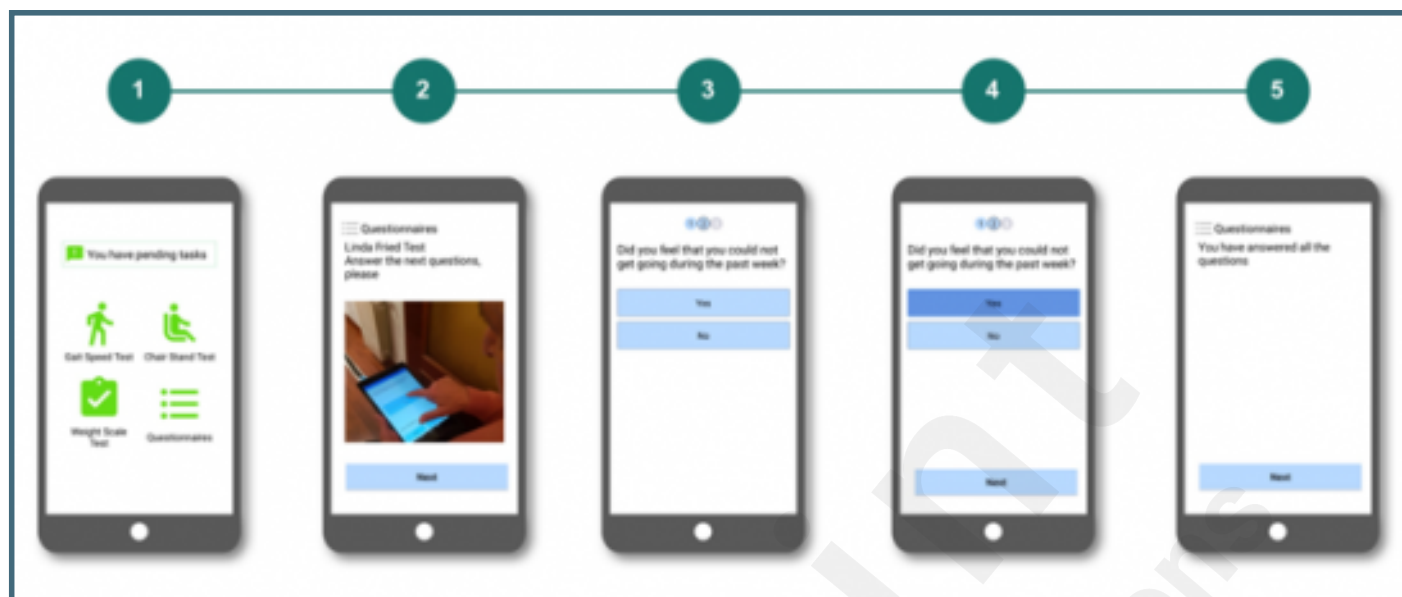 1 2 3 4 5
You have pending tasks
Gait Speed Test Chair Stand Test
Weight Scale
Test
Questionnaires
Questionnaires
Linda Fried Test
Answer the next questions,
please
Next
Did you feel that you could not
get going during the past week?
Yes
No
Did you feel that you could not
get going during the past week?
Yes
No
Next
Questionnaires
You have answered all the
questions
Next